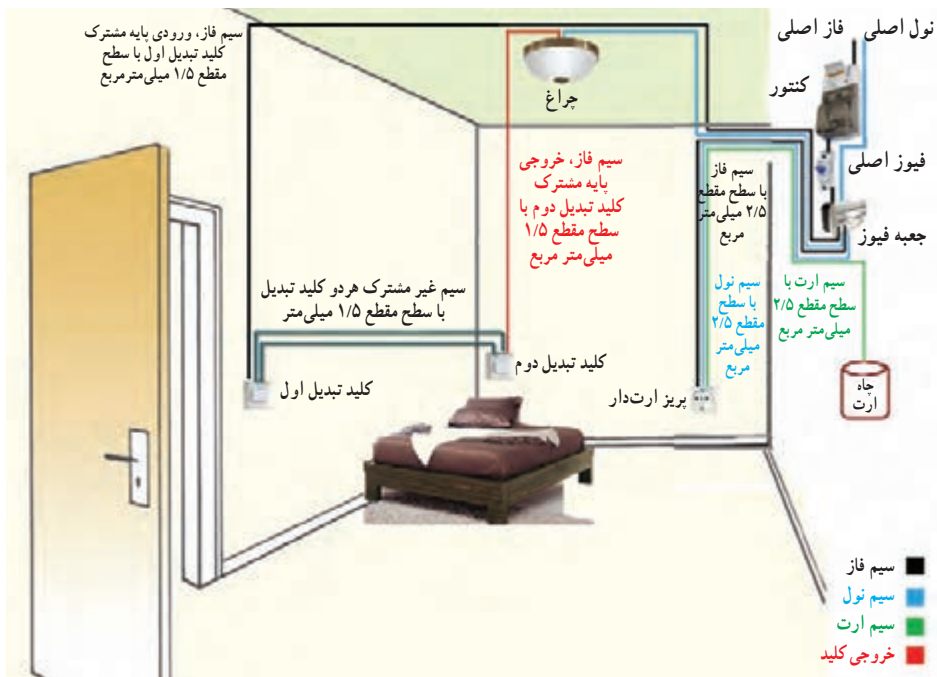 نول اصلی
فاز اصلی
کنتور
فیوز اصلی
جعبه فیوز
چراغ
سیم فاز، ورودی پایه مشترک
کلید تبدیل اول با سطح
مقطع ۱/۵ میلی‌مترمربع
سیم فاز، خروجی
پایه مشترک
کلید تبدیل دوم با
سطح مقطع ۱/۵
میلی‌متر مربع
سیم فاز
با سطح مقطع
۲/۵ میلی‌متر
مربع
سیم نول
با سطح
مقطع ۲/۵
میلی‌متر
مربع
سیم ارت با
سطح مقطع ۲/۵
میلی‌متر مربع
سیم غیر مشترک هردو کلید تبدیل
با سطح مقطع ۱/۵ میلی‌متر
کلید تبدیل دوم
کلید تبدیل اول
پریز ارت‌دار
چاه
ارت
سیم فاز
سیم نول
سیم ارت
خروجی کلید